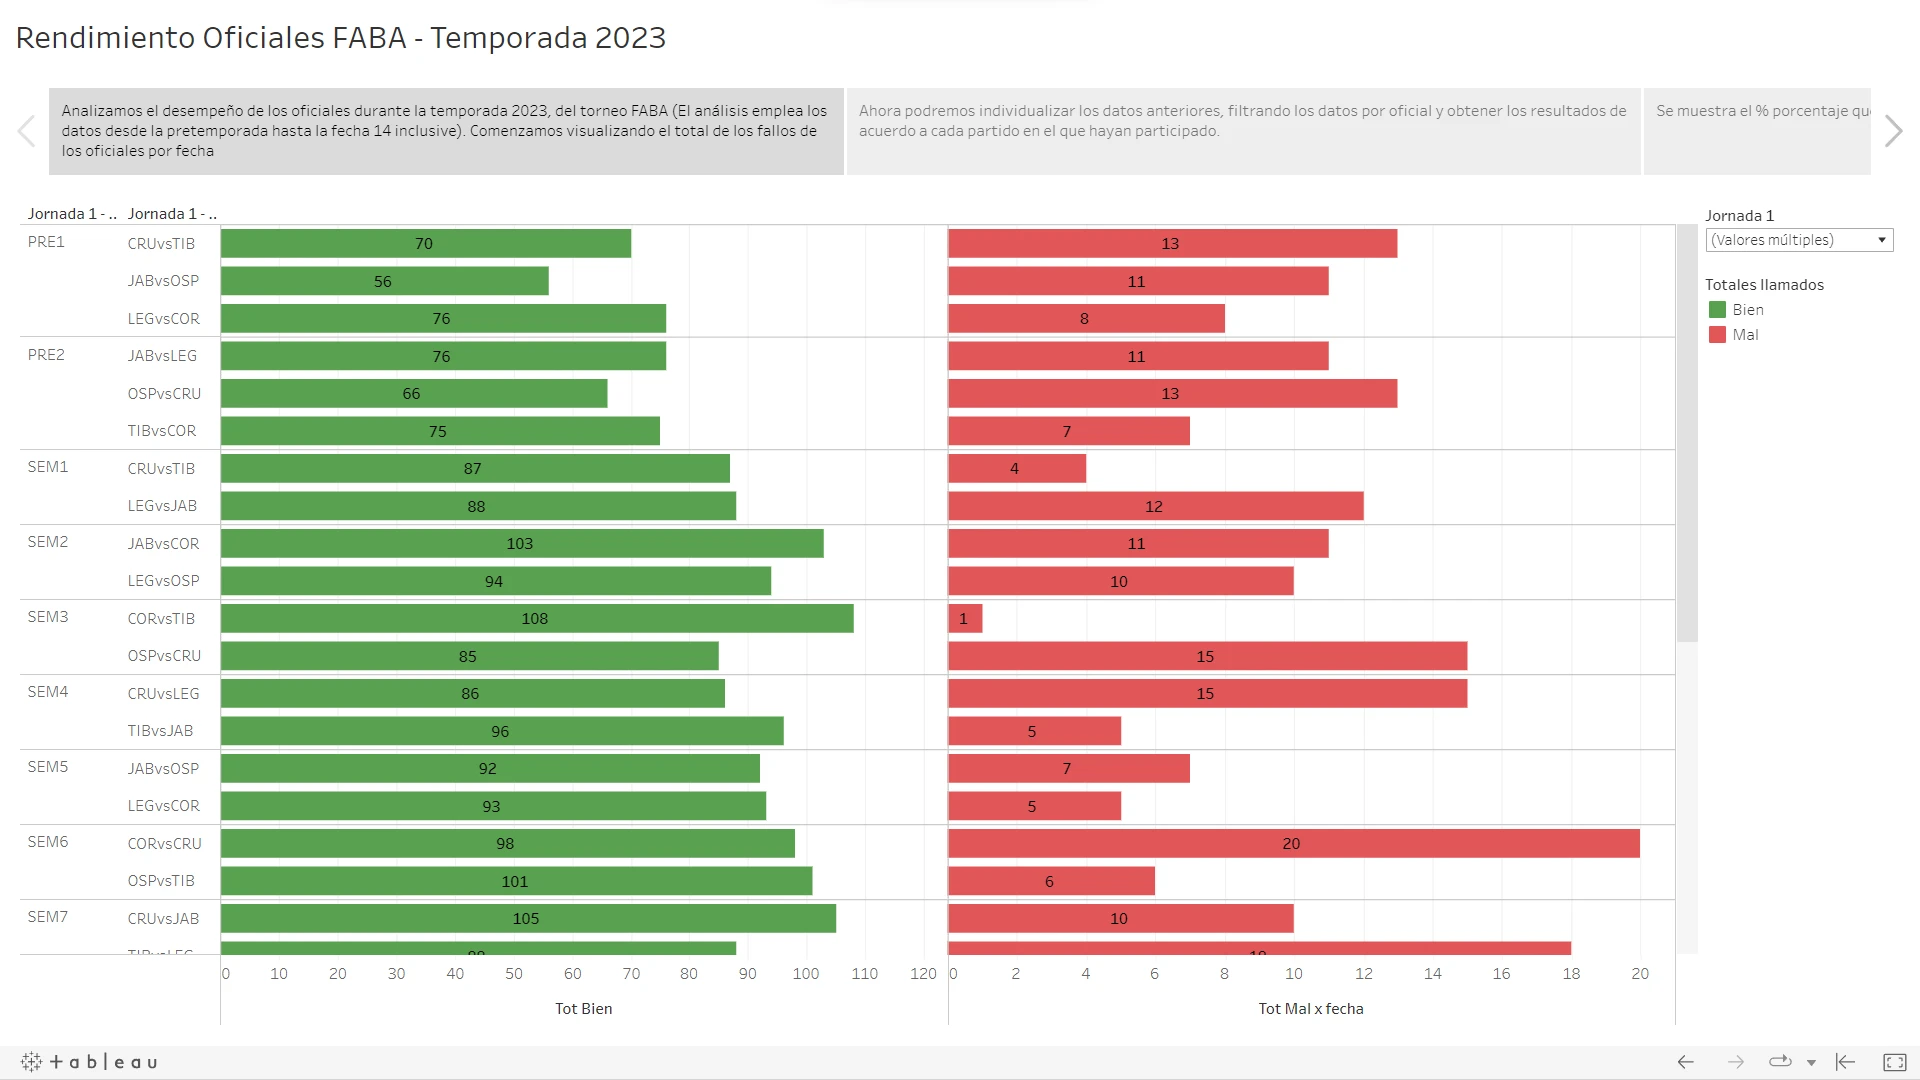 Rendimiento Oficiales FABA - Temporada 2023
Analizamos el desempeño de los oficiales durante la temporada 2023, del torneo FABA (El análisis emplea los
datos desde la pretemporada hasta la fecha 14 inclusive). Comenzamos visualizando el total de los fallos de
los oficiales por fecha
Ahora podremos individualizar los datos anteriores, filtrando los datos por oficial y obtener los resultados de
acuerdo a cada partido en el que hayan participado.
Se muestra el % porcentaje qu
Jornada 1 - .. Jornada 1 - ..
PRE1 CRUvsTIB 70 13
JABvsOSP 56 11
LEGvsCOR 76 8
PRE2 JABvsLEG 76 11
OSPvsCRU 66 13
TIBvsCOR 75 7
SEM1 CRUvsTIB 87 4
LEGvsJAB 88 12
SEM2 JABvsCOR 103 11
LEGvsOSP 94 10
SEM3 CORvsTIB 108 1
OSPvsCRU 85 15
SEM4 CRUvsLEG 86 15
TIBvsJAB 96 5
SEM5 JABvsOSP 92 7
LEGvsCOR 93 5
SEM6 CORvsCRU 98 20
OSPvsTIB 101 6
SEM7 CRUvsJAB 105 10
0 10 20 30 40 50 60 70 80 90 100 110 120 0 2 4 6 8 10 12 14 16 18 20
Tot Bien Tot Mal x fecha
Jornada 1
(Valores múltiples)
Totales llamados
Bien
Mal
+ a b l e a u